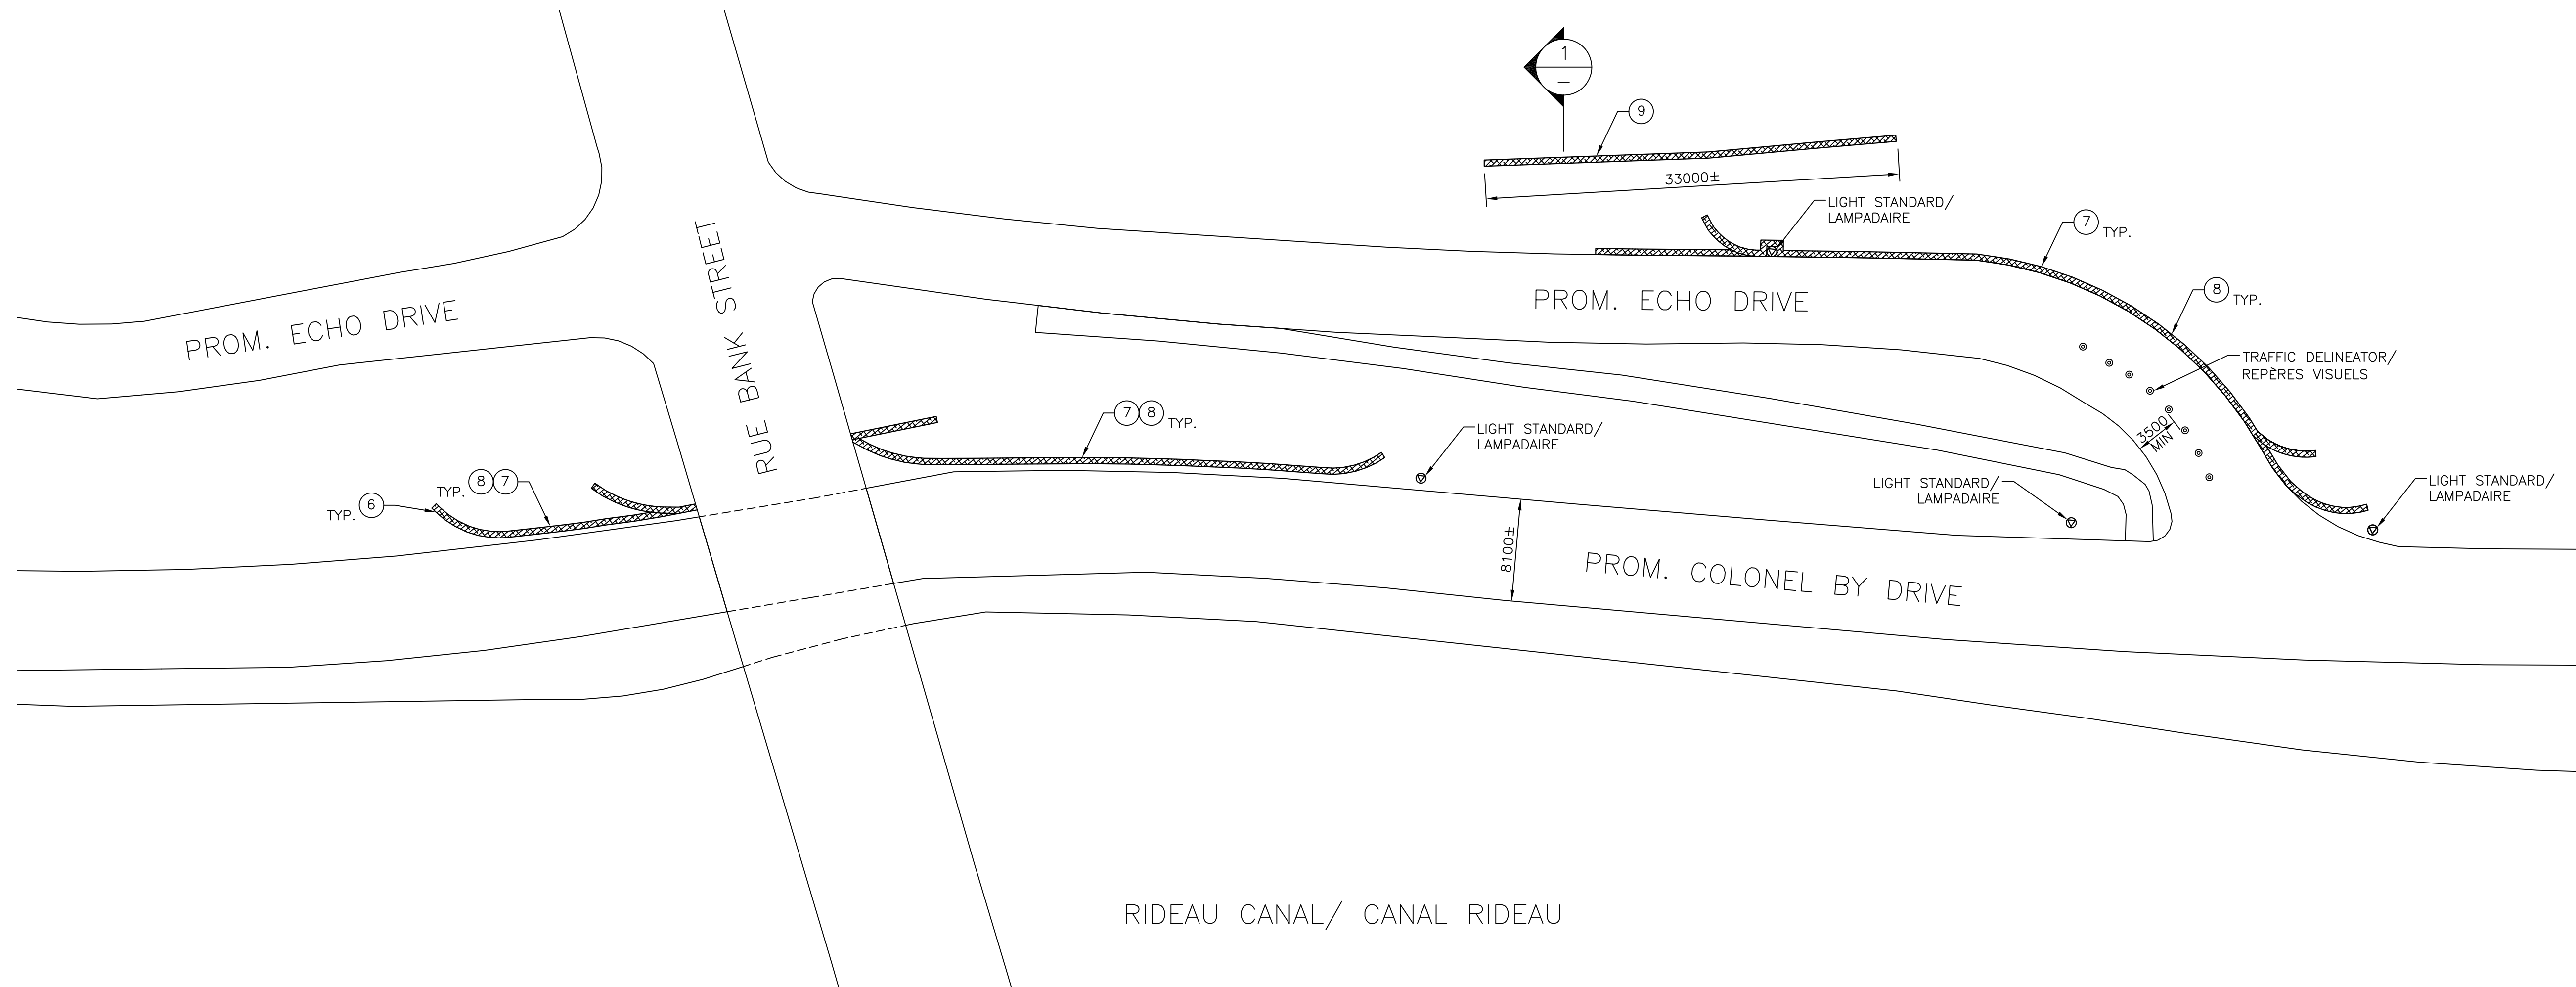 1
–
9
33000±
LIGHT STANDARD/
LAMPADAIRE
7 TYP.
8 TYP.
PROM. ECHO DRIVE
PROM. ECHO DRIVE
RUE BANK STREET
TRAFFIC DELINEATOR/
REPÈRES VISUELS
3500
MIN
7 8 TYP.
LIGHT STANDARD/
LAMPADAIRE
TYP. 8 7
TYP. 6
LIGHT STANDARD/
LAMPADAIRE
LIGHT STANDARD/
LAMPADAIRE
8100±
PROM. COLONEL BY DRIVE
RIDEAU CANAL/ CANAL RIDEAU